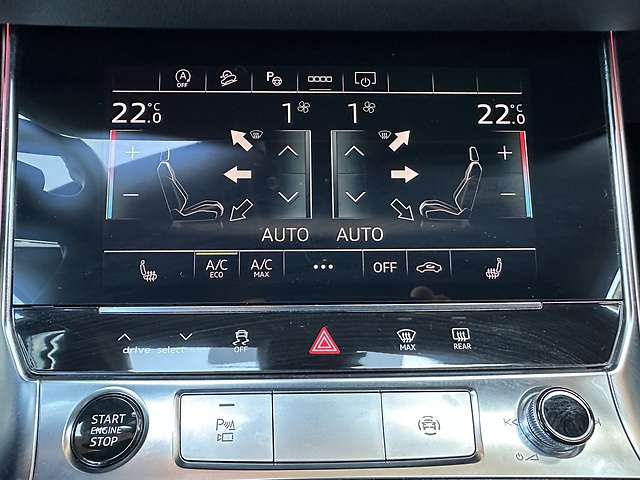 A
OFF
P
22.0 °C
1
1
22.0 °C
+
+
−
−
AUTO AUTO
A/C
ECO
A/C
MAX
OFF
drive select
OFF
MAX
REAR
START
ENGINE
STOP
P